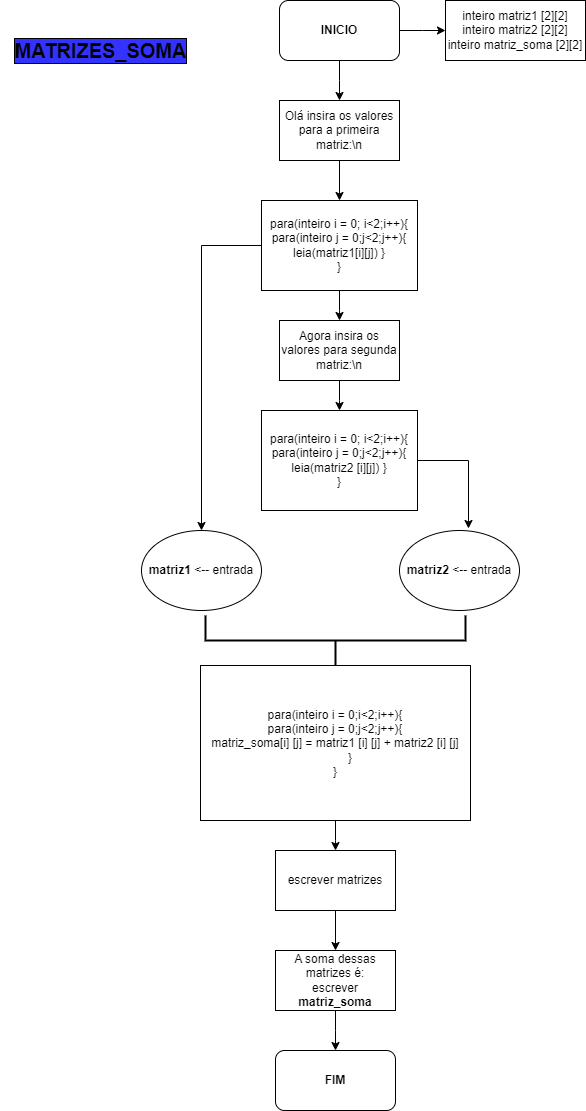 MATRIZES_SOMA
INICIO
inteiro matriz1 [2][2]
inteiro matriz2 [2][2]
inteiro matriz_soma [2][2]
Olá insira os valores
para a primeira
matriz:\n
para(inteiro i = 0; i<2;i++){
para(inteiro j = 0;j<2;j++){
leia(matriz1[i][j]) }
}
Agora insira os
valores para segunda
matriz:\n
para(inteiro i = 0; i<2;i++){
para(inteiro j = 0;j<2;j++){
leia(matriz2 [i][j]) }
}
matriz1 <-- entrada
matriz2 <-- entrada
para(inteiro i = 0;i<2;i++){
para(inteiro j = 0;j<2;j++){
matriz_soma[i] [j] = matriz1 [i] [j] + matriz2 [i] [j]
}
}
escrever matrizes
A soma dessas
matrizes é:
escrever
matriz_soma
FIM